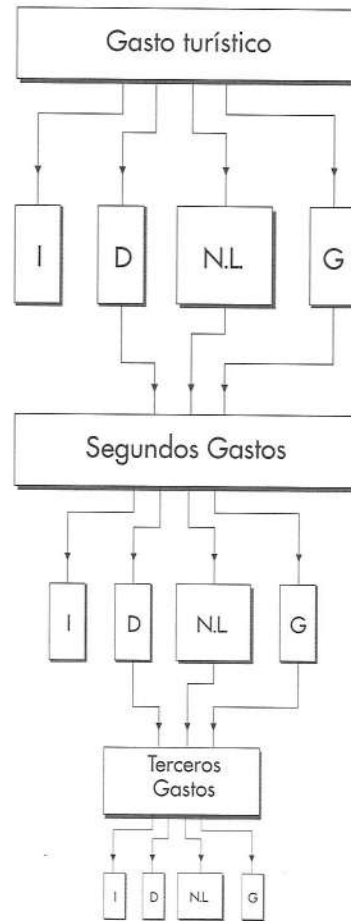 Gasto turístico
I D N.L. G
Segundos Gastos
I D N.L G
Terceros
Gastos
I D N.L G